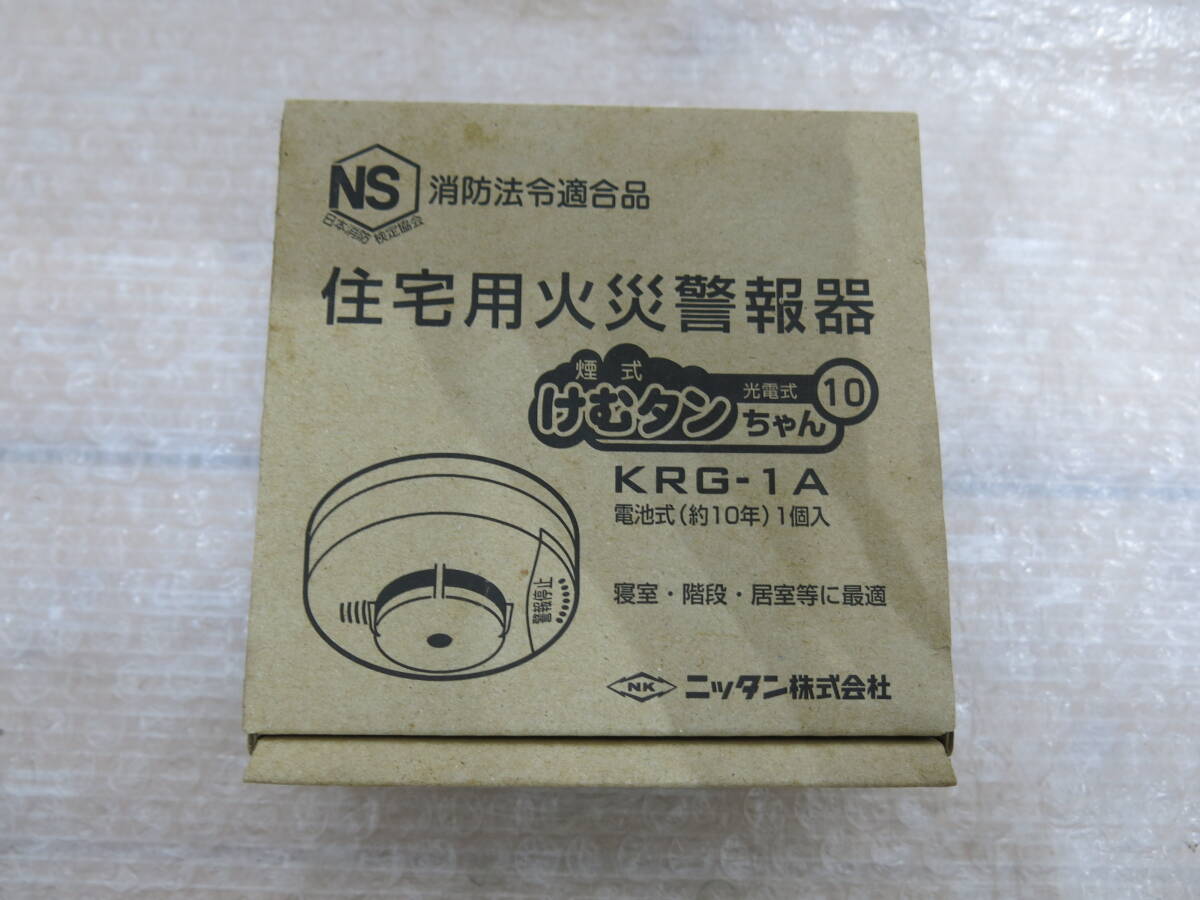 NS 消防法令適合品
日本消防検定協会
住宅用火災警報器
煙式
光電式 10
けむタンちゃん
KRG-1A
電池式(約10年)1個入
寝室・階段・居室等に最適
警報停止
NK ニッタン株式会社